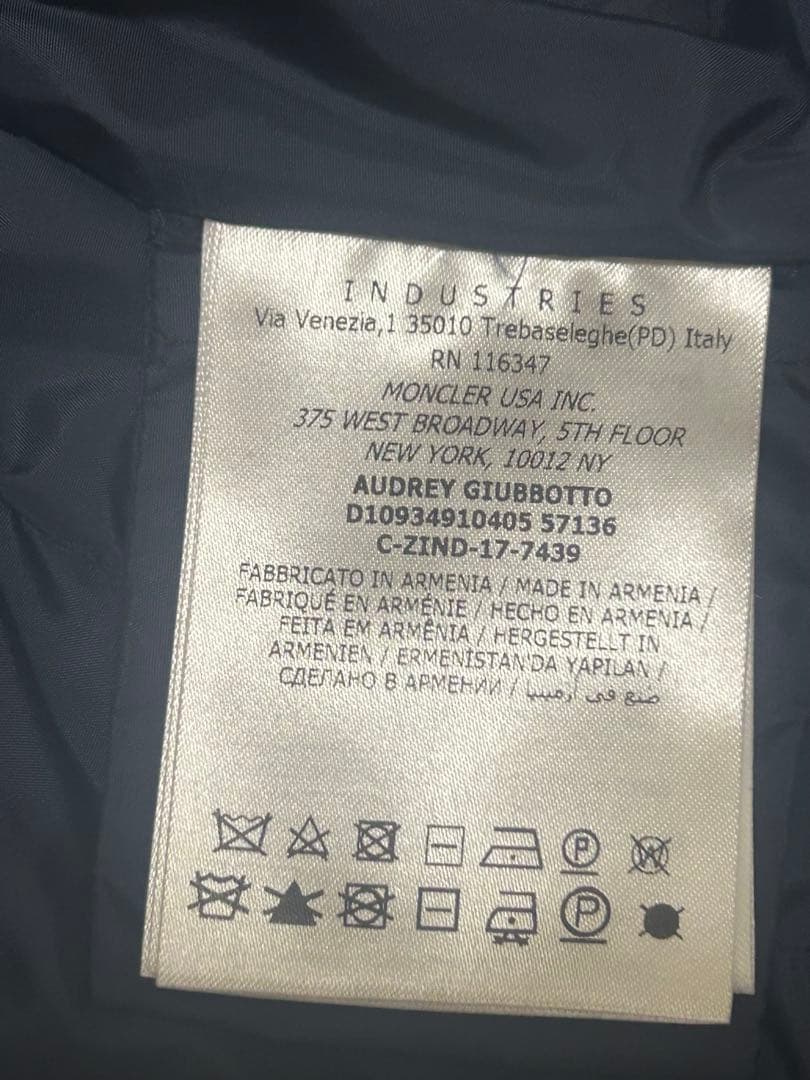 INDUSTRIES
Via Venezia,1 35010 Trebaseleghe(PD) Italy
RN 116347
MONCLER USA INC.
375 WEST BROADWAY, 5TH FLOOR
NEW YORK, 10012 NY
AUDREY GIUBBOTTO
D10934910405 57136
C-ZIND-17-7439
FABBRICATO IN ARMENIA / MADE IN ARMENIA /
FABRIQUÉ EN ARMÉNIE / HECHO EN ARMENIA /
FEITA EM ARMÊNIA / HERGESTELLT IN
ARMENIEN / ERMENİSTAN'DA YAPILAN /
СДЕЛАНО В АРМЕНИИ / صنع في أرمينيا
P W
P